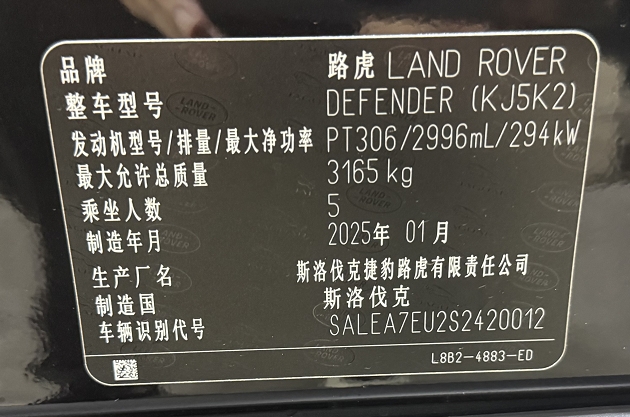 品牌 路虎 LAND ROVER
整车型号 DEFENDER (KJ5K2)
发动机型号/排量/最大净功率 PT306/2996mL/294kW
最大允许总质量 3165 kg
乘坐人数 5
制造年月 2025年 01月
生产厂名 斯洛伐克捷豹路虎有限责任公司
制造国 斯洛伐克
车辆识别代号 SALEA7EU2S2420012
L8B2-4883-ED